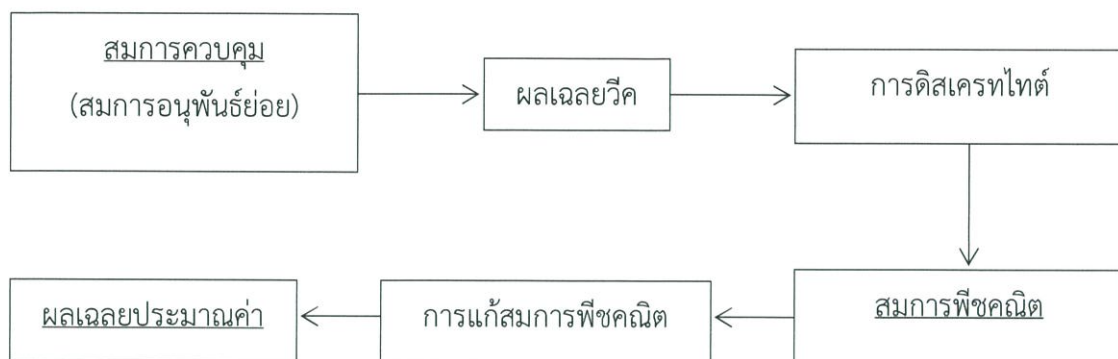 สมการควบคุม
(สมการอนุพันธ์ย่อย)
ผลเฉลยวีค
การดิสเครทไทต์
สมการพีชคณิต
การแก้สมการพีชคณิต
ผลเฉลยประมาณค่า